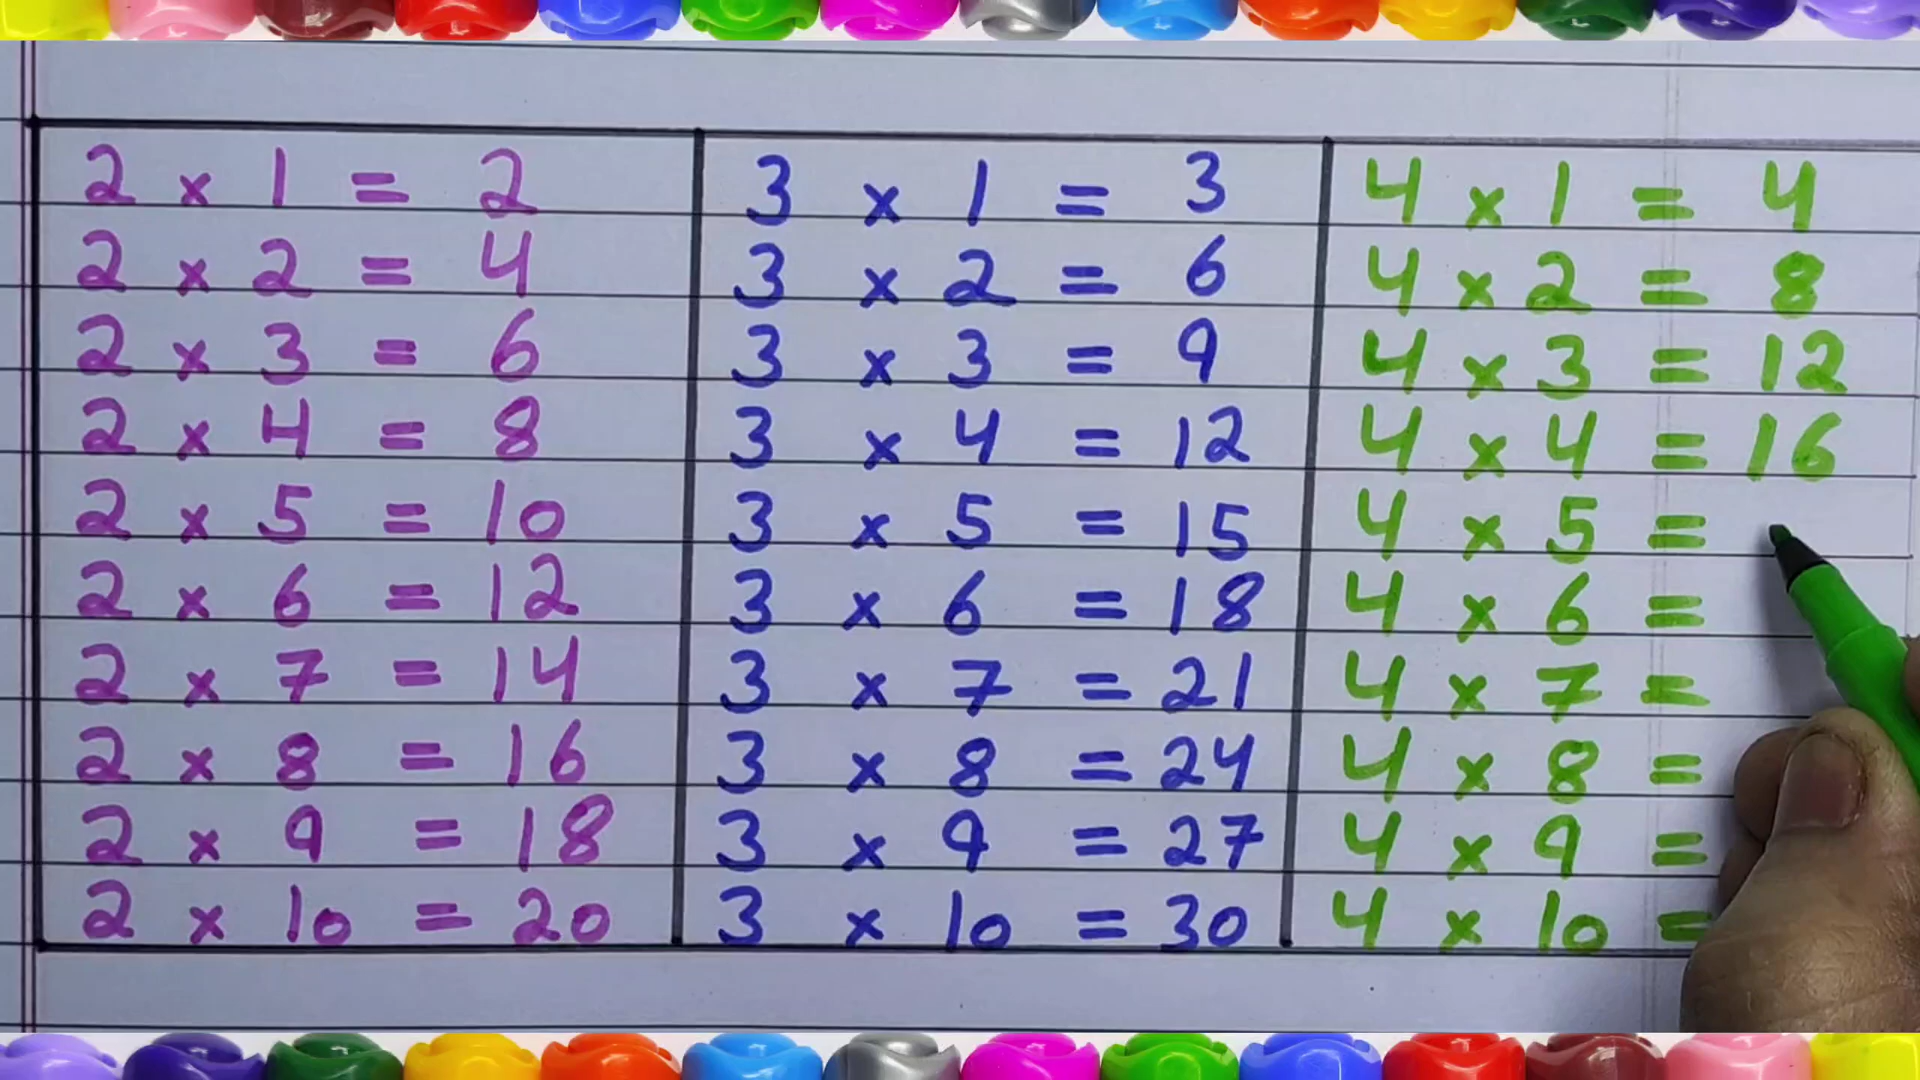 2 × 1 = 2
2 × 2 = 4
2 × 3 = 6
2 × 4 = 8
2 × 5 = 10
2 × 6 = 12
2 × 7 = 14
2 × 8 = 16
2 × 9 = 18
2 × 10 = 20
3 × 1 = 3
3 × 2 = 6
3 × 3 = 9
3 × 4 = 12
3 × 5 = 15
3 × 6 = 18
3 × 7 = 21
3 × 8 = 24
3 × 9 = 27
3 × 10 = 30
4 × 1 = 4
4 × 2 = 8
4 × 3 = 12
4 × 4 = 16
4 × 5 =
4 × 6 =
4 × 7 =
4 × 8 =
4 × 9 =
4 × 10 =